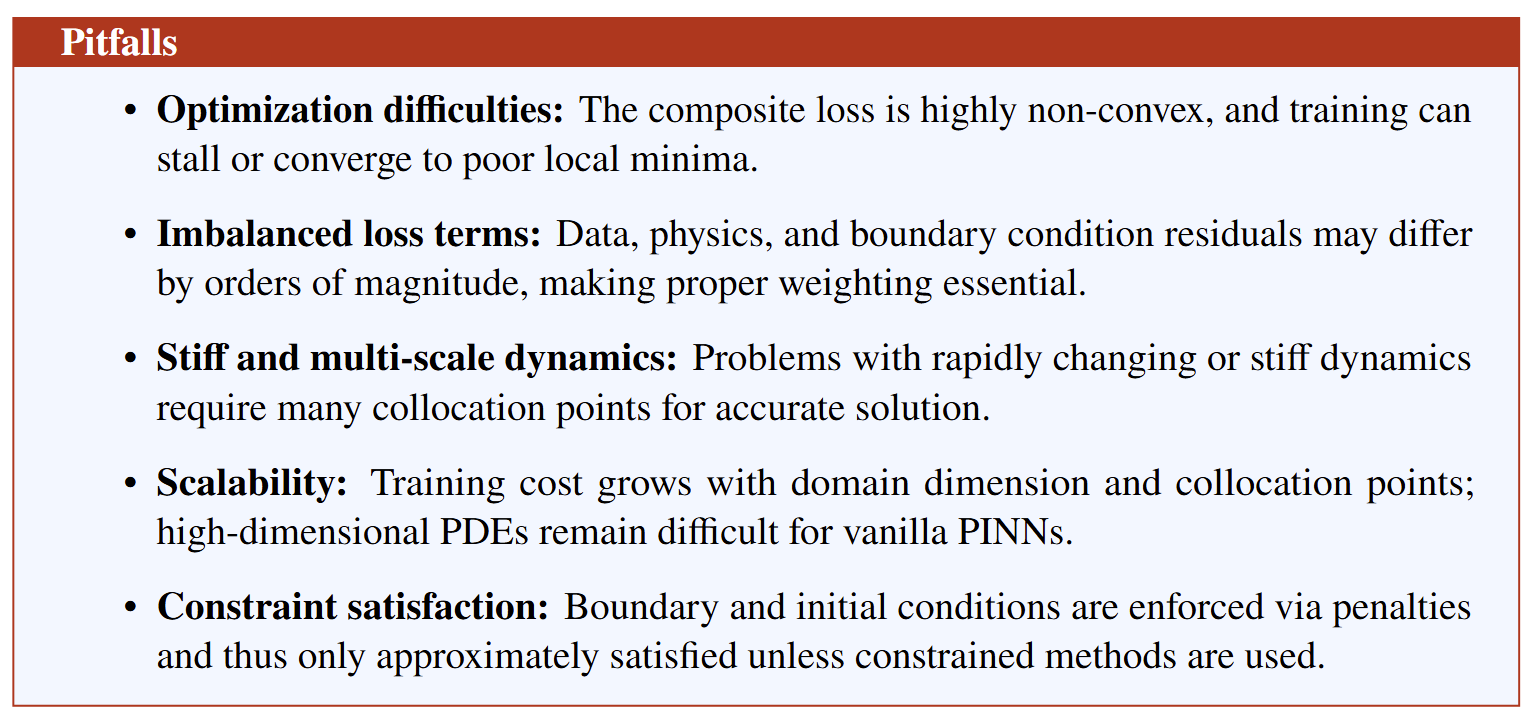 Pitfalls
• Optimization difficulties: The composite loss is highly non-convex, and training can
stall or converge to poor local minima.
• Imbalanced loss terms: Data, physics, and boundary condition residuals may differ
by orders of magnitude, making proper weighting essential.
• Stiff and multi-scale dynamics: Problems with rapidly changing or stiff dynamics
require many collocation points for accurate solution.
• Scalability: Training cost grows with domain dimension and collocation points;
high-dimensional PDEs remain difficult for vanilla PINNs.
• Constraint satisfaction: Boundary and initial conditions are enforced via penalties
and thus only approximately satisfied unless constrained methods are used.